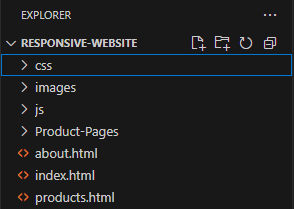 EXPLORER
RESPONSIVE-WEBSITE
css
images
js
Product-Pages
about.html
index.html
products.html